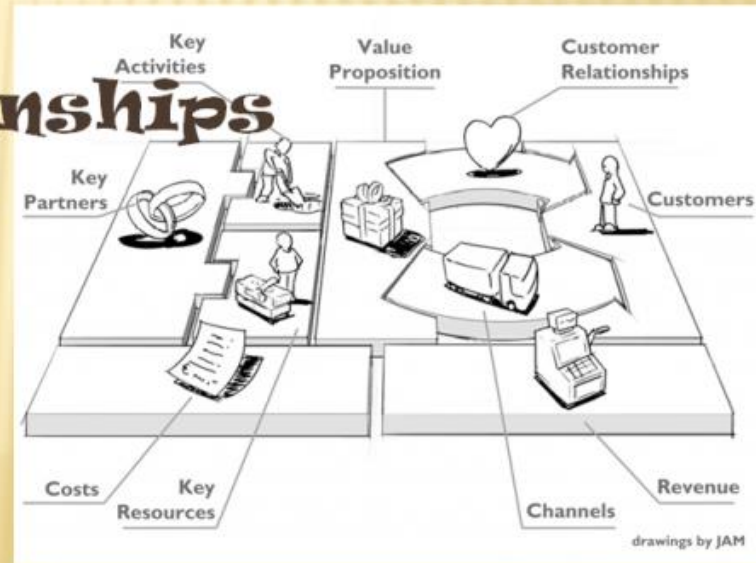 Key
Activities
Value
Proposition
Customer
Relationships
nships
Key
Partners
Customers
Costs
Key
Resources
Channels
Revenue
drawings by JAM